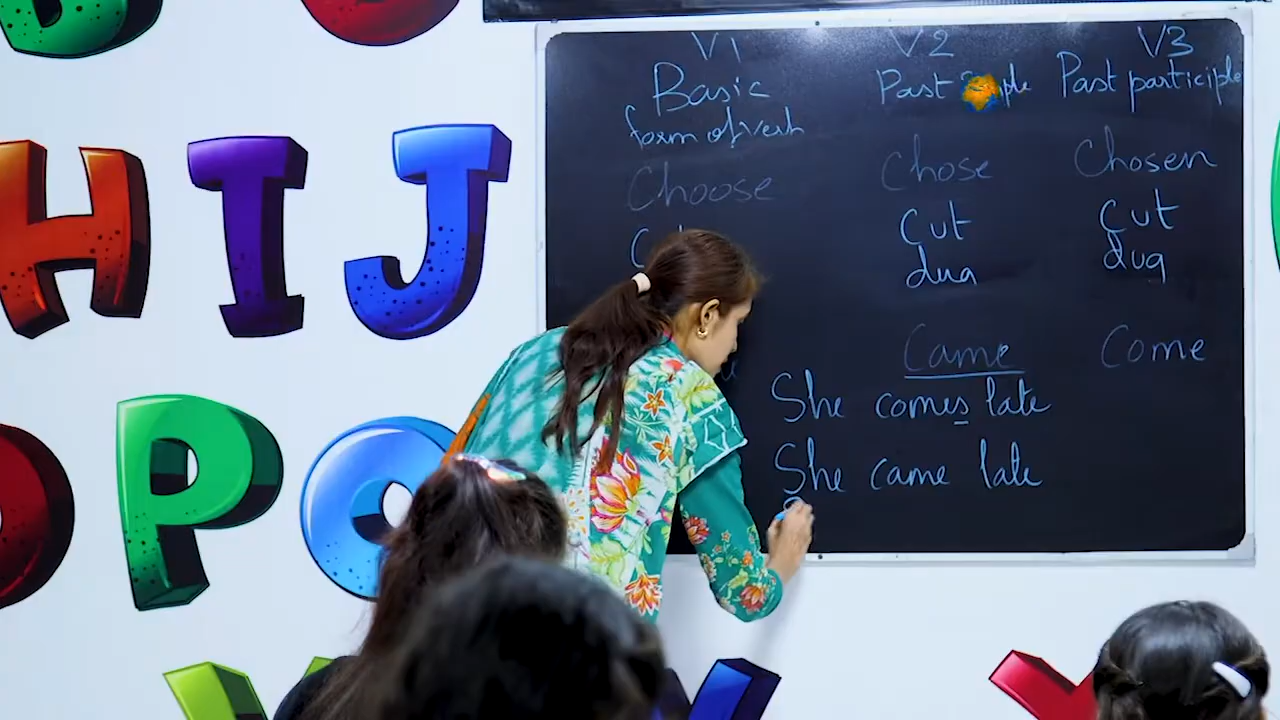 V1 V2 V3
Basic Past Past participle
form of verb
Choose Chose Chosen
Cut Cut
dug dug
Came Come
She comes late
She came late
H I J
P